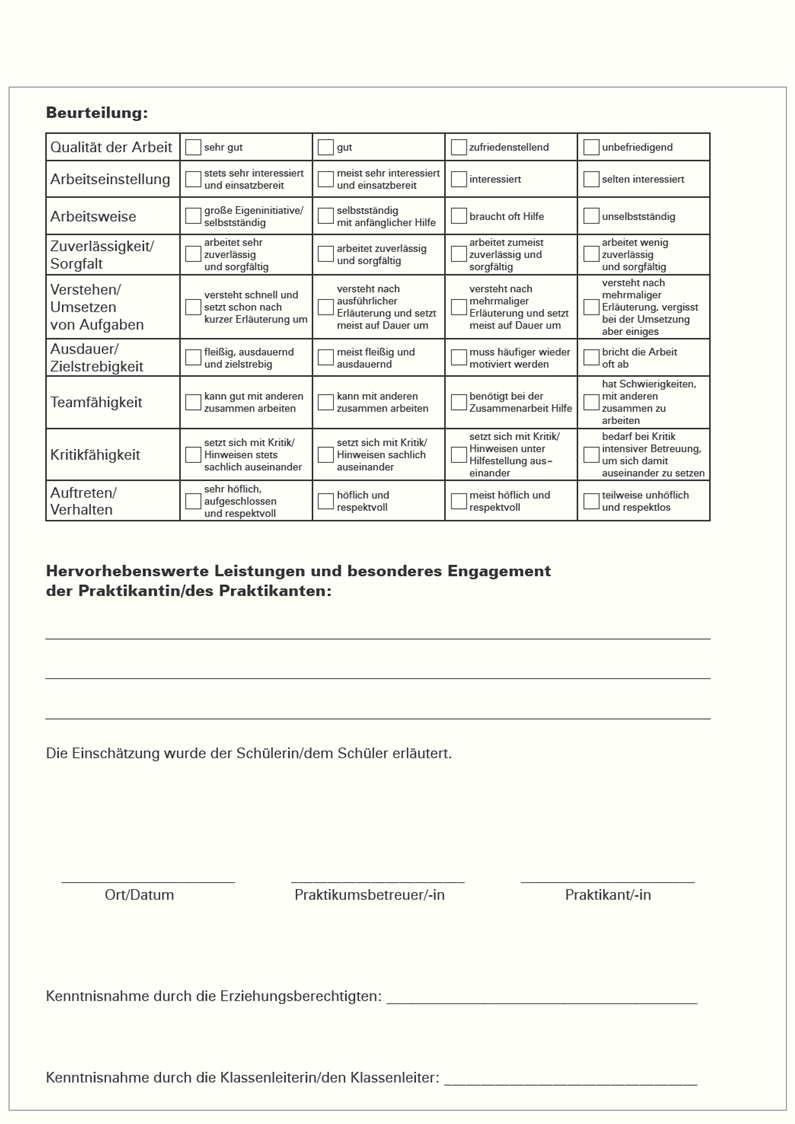 Beurteilung:
Qualität der Arbeit
sehr gut
gut
zufriedenstellend
unbefriedigend
Arbeitseinstellung
stets sehr interessiert
und einsatzbereit
meist sehr interessiert
und einsatzbereit
interessiert
selten interessiert
Arbeitsweise
große Eigeninitiative/
selbstständig
selbstständig
mit anfänglicher Hilfe
braucht oft Hilfe
unselbstständig
Zuverlässigkeit/
Sorgfalt
arbeitet sehr
zuverlässig
und sorgfältig
arbeitet zuverlässig
und sorgfältig
arbeitet zumeist
zuverlässig und
sorgfältig
arbeitet wenig
zuverlässig
und sorgfältig
Verstehen/
Umsetzen
von Aufgaben
versteht schnell und
setzt schon nach
kurzer Erläuterung um
versteht nach
ausführlicher
Erläuterung und setzt
meist auf Dauer um
versteht nach
mehrmaliger
Erläuterung und setzt
meist auf Dauer um
versteht nach
mehrmaliger
Erläuterung, vergisst
bei der Umsetzung
aber einiges
Ausdauer/
Zielstrebigkeit
fleißig, ausdauernd
und zielstrebig
meist fleißig und
ausdauernd
muss häufiger wieder
motiviert werden
bricht die Arbeit
oft ab
Teamfähigkeit
kann gut mit anderen
zusammen arbeiten
kann mit anderen
zusammen arbeiten
benötigt bei der
Zusammenarbeit Hilfe
hat Schwierigkeiten,
mit anderen
zusammen zu
arbeiten
Kritikfähigkeit
setzt sich mit Kritik/
Hinweisen stets
sachlich auseinander
setzt sich mit Kritik/
Hinweisen sachlich
auseinander
setzt sich mit Kritik/
Hinweisen unter
Hilfestellung aus-
einander
bedarf bei Kritik
intensiver Betreuung,
um sich damit
auseinander zu setzen
Auftreten/
Verhalten
sehr höflich,
aufgeschlossen
und respektvoll
höflich und
respektvoll
meist höflich und
respektvoll
teilweise unhöflich
und respektlos
Hervorhebenswerte Leistungen und besonderes Engagement
der Praktikantin/des Praktikanten:
Die Einschätzung wurde der Schülerin/dem Schüler erläutert.
Ort/Datum
Praktikumsbetreuer/-in
Praktikant/-in
Kenntnisnahme durch die Erziehungsberechtigten:
Kenntnisnahme durch die Klassenleiterin/den Klassenleiter: